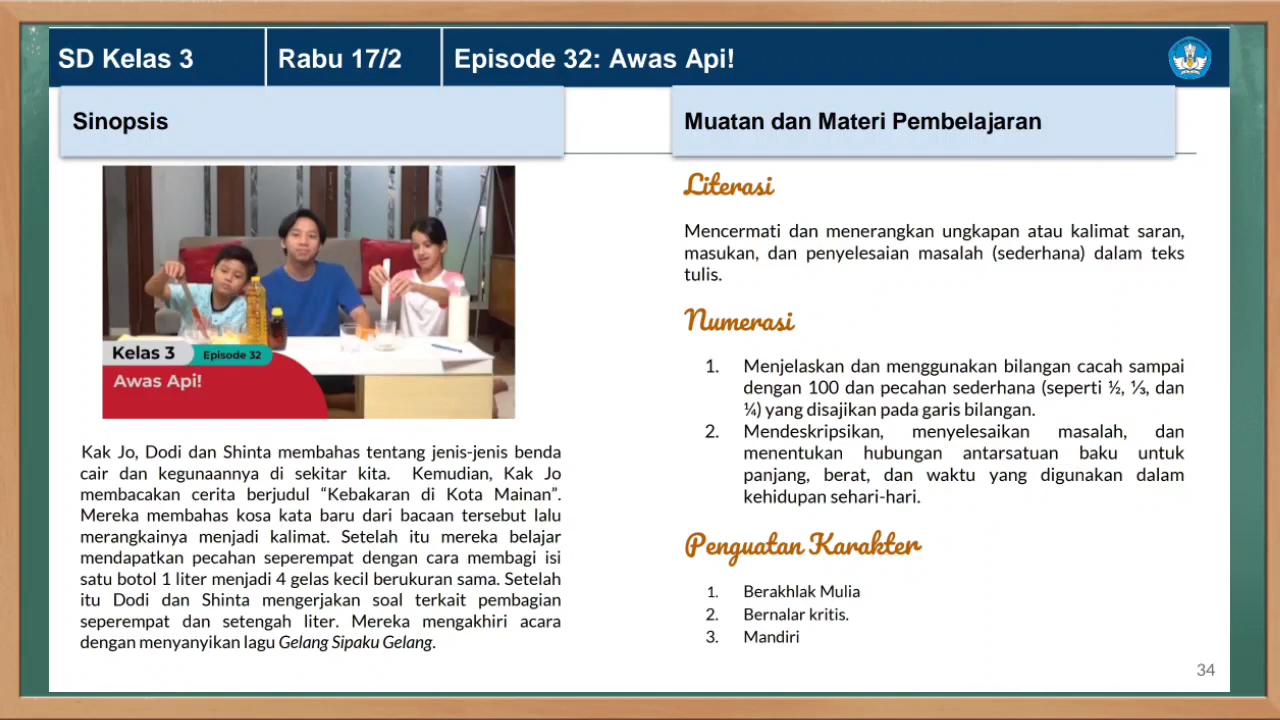 SD Kelas 3
Rabu 17/2
Episode 32: Awas Api!
Sinopsis
Kelas 3
Episode 32
Awas Api!
Kak Jo, Dodi dan Shinta membahas tentang jenis-jenis benda
cair dan kegunaannya di sekitar kita. Kemudian, Kak Jo
membacakan cerita berjudul “Kebakaran di Kota Mainan”.
Mereka membahas kosa kata baru dari bacaan tersebut lalu
merangkainya menjadi kalimat. Setelah itu mereka belajar
mendapatkan pecahan seperempat dengan cara membagi isi
satu botol 1 liter menjadi 4 gelas kecil berukuran sama. Setelah
itu Dodi dan Shinta mengerjakan soal terkait pembagian
seperempat dan setengah liter. Mereka mengakhiri acara
dengan menyanyikan lagu Gelang Sipaku Gelang.
Muatan dan Materi Pembelajaran
Literasi
Mencermati dan menerangkan ungkapan atau kalimat saran,
masukan, dan penyelesaian masalah (sederhana) dalam teks
tulis.
Numerasi
1. Menjelaskan dan menggunakan bilangan cacah sampai
dengan 100 dan pecahan sederhana (seperti ½, ⅓, dan
¼) yang disajikan pada garis bilangan.
2. Mendeskripsikan, menyelesaikan masalah, dan
menentukan hubungan antarsatuan baku untuk
panjang, berat, dan waktu yang digunakan dalam
kehidupan sehari-hari.
Penguatan Karakter
1. Berakhlak Mulia
2. Bernalar kritis.
3. Mandiri
34